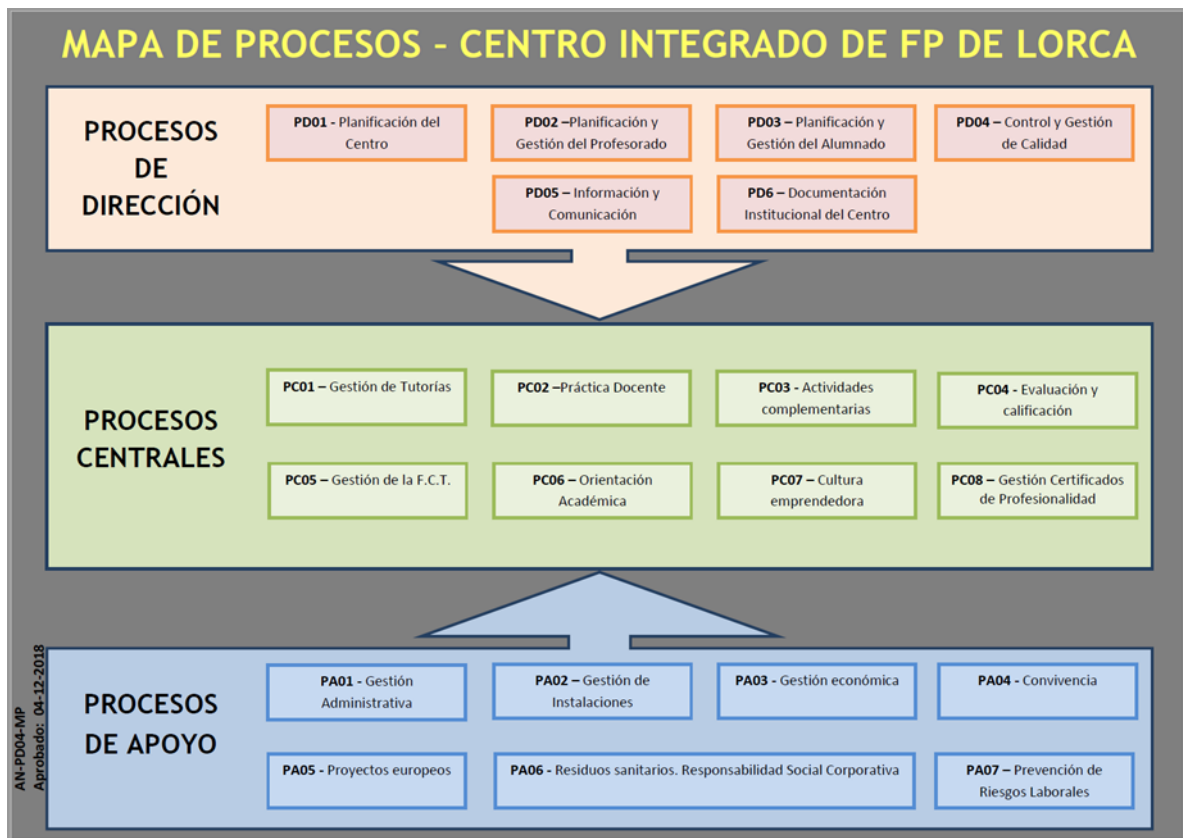 MAPA DE PROCESOS – CENTRO INTEGRADO DE FP DE LORCA
PROCESOS
DE
DIRECCIÓN
PD01 - Planificación del
Centro
PD02 –Planificación y
Gestión del Profesorado
PD03 – Planificación y
Gestión del Alumnado
PD04 – Control y Gestión
de Calidad
PD05 – Información y
Comunicación
PD6 – Documentación
Institucional del Centro
PROCESOS
CENTRALES
PC01 – Gestión de Tutorías
PC02 –Práctica Docente
PC03 - Actividades
complementarias
PC04 - Evaluación y
calificación
PC05 – Gestión de la F.C.T.
PC06 – Orientación
Académica
PC07 – Cultura
emprendedora
PC08 – Gestión Certificados
de Profesionalidad
PROCESOS
DE APOYO
PA01 - Gestión
Administrativa
PA02 – Gestión de
Instalaciones
PA03 - Gestión económica
PA04 - Convivencia
PA05 - Proyectos europeos
PA06 - Residuos sanitarios. Responsabilidad Social Corporativa
PA07 – Prevención de
Riesgos Laborales
AN-PD04-MP
Aprobado: 04-12-2018